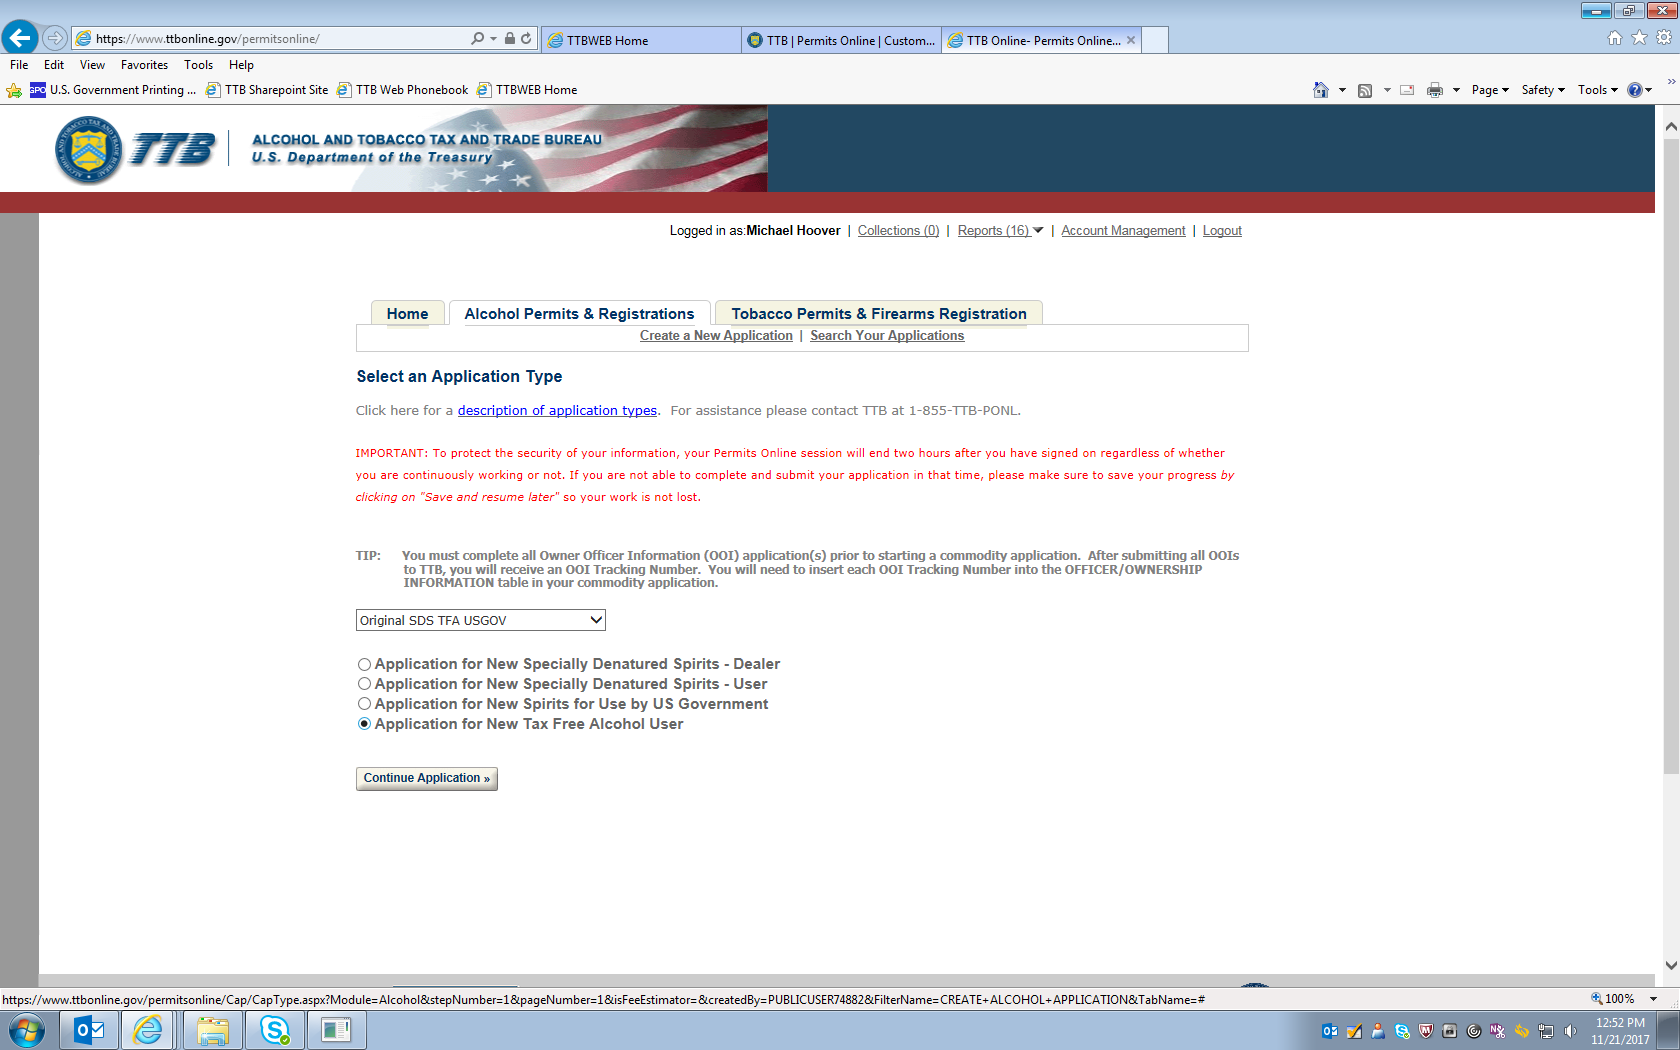 https://www.ttbonline.gov/permitsonline/
TTBWEB Home
TTB | Permits Online | Custom...
TTB Online- Permits Online...
File Edit View Favorites Tools Help
GPO U.S. Government Printing ... TTB Sharepoint Site TTB Web Phonebook TTBWEB Home
Page Safety Tools
TTB
ALCOHOL AND TOBACCO TAX AND TRADE BUREAU
U.S. Department of the Treasury
Logged in as:Michael Hoover | Collections (0) | Reports (16) | Account Management | Logout
Home Alcohol Permits & Registrations Tobacco Permits & Firearms Registration
Create a New Application | Search Your Applications
Select an Application Type
Click here for a description of application types. For assistance please contact TTB at 1-855-TTB-PONL.
IMPORTANT: To protect the security of your information, your Permits Online session will end two hours after you have signed on regardless of whether
you are continuously working or not. If you are not able to complete and submit your application in that time, please make sure to save your progress by
clicking on "Save and resume later" so your work is not lost.
TIP: You must complete all Owner Officer Information (OOI) application(s) prior to starting a commodity application. After submitting all OOIs
to TTB, you will receive an OOI Tracking Number. You will need to insert each OOI Tracking Number into the OFFICER/OWNERSHIP
INFORMATION table in your commodity application.
Original SDS TFA USGOV
Application for New Specially Denatured Spirits - Dealer
Application for New Specially Denatured Spirits - User
Application for New Spirits for Use by US Government
Application for New Tax Free Alcohol User
Continue Application »
https://www.ttbonline.gov/permitsonline/Cap/CapType.aspx?Module=Alcohol&stepNumber=1&pageNumber=1&isFeeEstimator=&createdBy=PUBLICUSER74882&FilterName=CREATE+ALCOHOL+APPLICATION&TabName=#
100%
12:52 PM
11/21/2017